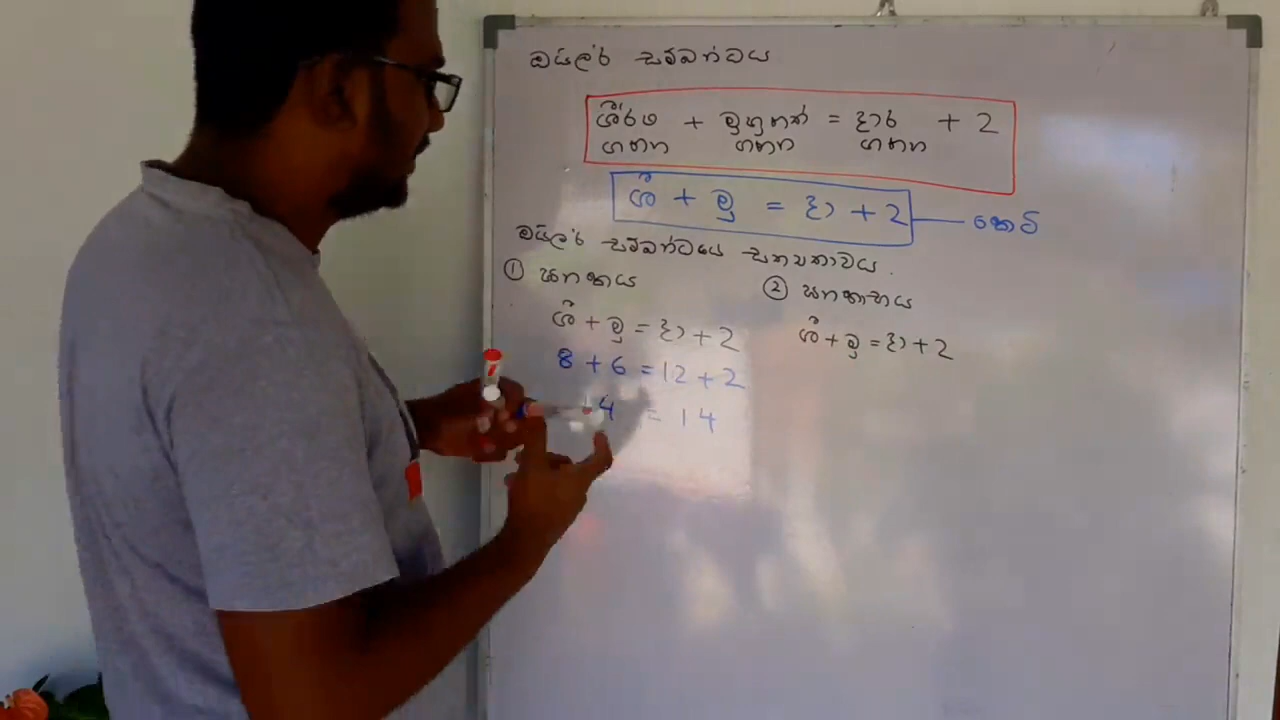 ඔයිලර් සම්බන්ධය
ශීර්ෂ + මුහුණත් = දාර + 2
ගණන ගණන ගණන
ශී + මු = දා + 2 — කෙටි
ඔයිලර් සම්බන්ධයේ සත්‍යතාවය.
① ඝනකය
ශී + මු = දා + 2
8 + 6 = 12 + 2
4 = 14
② ඝනකාභය
ශී + මු = දා + 2